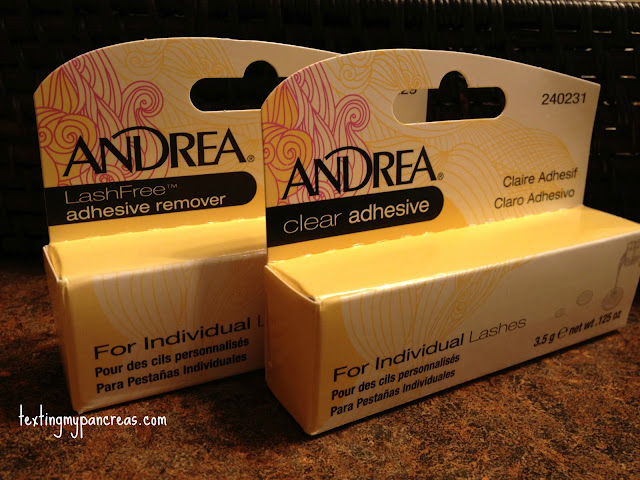 ANDREA®
LashFree™
adhesive remover
For Individual
Pour des cils personnalisés
Para Pestañas Individuales
240231
ANDREA®
clear adhesive
Claire Adhesif
Claro Adhesivo
For Individual Lashes
Pour des cils personnalisés
Para Pestañas Individuales
3.5 g ℮ net wt .125 oz
textingmypancreas.com